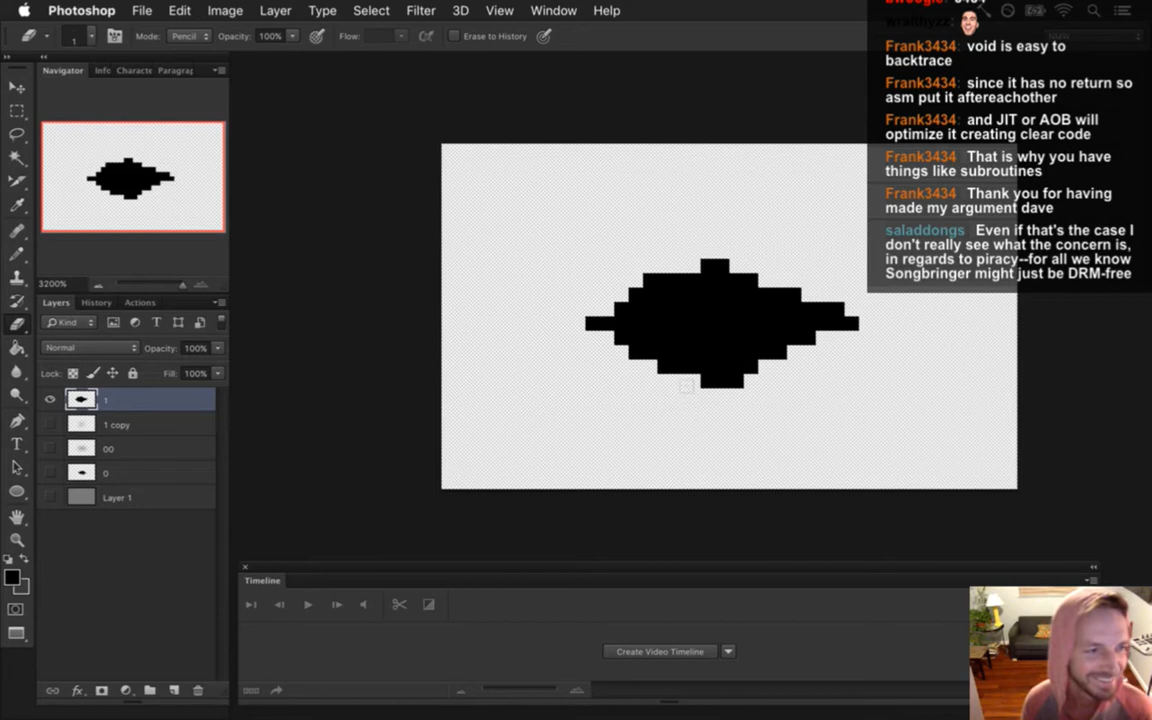 Photoshop File Edit Image Layer Type Select Filter 3D View Window Help
1 Mode: Pencil Opacity: 100% Flow: Erase to History
Navigator Info Characte Paragrap
3200%
Layers History Actions
Kind
Normal Opacity: 100%
Lock: Fill: 100%
1
1 copy
00
0
Layer 1
fx
Timeline
Create Video Timeline
Frank3434: void is easy to
backtrace
Frank3434: since it has no return so
asm put it aftereachother
Frank3434: and JIT or AOB will
optimize it creating clear code
Frank3434: That is why you have
things like subroutines
Frank3434: Thank you for having
made my argument dave
saladdongs: Even if that's the case I
don't really see what the concern is,
in regards to piracy--for all we know
Songbringer might just be DRM-free